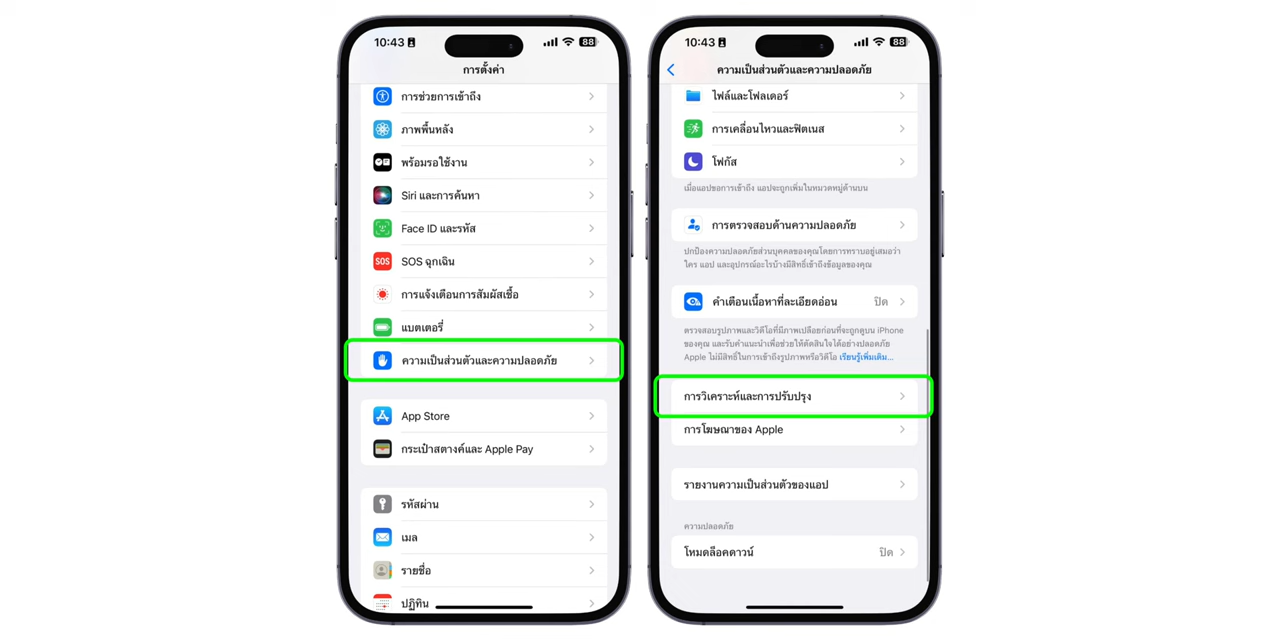 10:43
88
การตั้งค่า
การช่วยการเข้าถึง
ภาพพื้นหลัง
พร้อมรอใช้งาน
Siri และการค้นหา
Face ID และรหัส
SOS SOS ฉุกเฉิน
การแจ้งเตือนการสัมผัสเชื้อ
แบตเตอรี่
ความเป็นส่วนตัวและความปลอดภัย
App Store
กระเป๋าสตางค์และ Apple Pay
รหัสผ่าน
เมล
รายชื่อ
ปฏิทิน
10:43
88
ความเป็นส่วนตัวและความปลอดภัย
ไฟล์และโฟลเดอร์
การเคลื่อนไหวและฟิตเนส
โฟกัส
เมื่อแอปขอการเข้าถึง แอปจะถูกเพิ่มในหมวดหมู่ด้านบน
การตรวจสอบด้านความปลอดภัย
ปกป้องความปลอดภัยส่วนบุคคลของคุณโดยการทราบอยู่เสมอว่า
ใคร แอป และอุปกรณ์อะไรบ้างมีสิทธิ์เข้าถึงข้อมูลของคุณ
คำเตือนเนื้อหาที่ละเอียดอ่อน ปิด
ตรวจสอบรูปภาพและวิดีโอที่มีภาพเปลือยก่อนที่จะถูกดูบน iPhone
ของคุณ และรับคำแนะนำเพื่อช่วยให้ตัดสินใจได้อย่างปลอดภัย
Apple ไม่มีสิทธิ์ในการเข้าถึงรูปภาพหรือวิดีโอ เรียนรู้เพิ่มเติม...
การวิเคราะห์และการปรับปรุง
การโฆษณาของ Apple
รายงานความเป็นส่วนตัวของแอป
ความปลอดภัย
โหมดล็อคดาวน์ ปิด